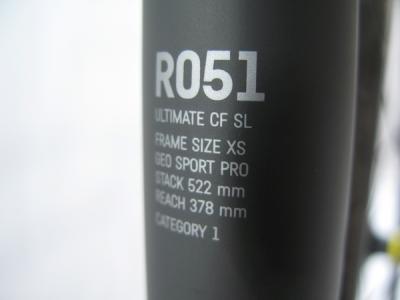 R051
ULTIMATE CF SL
FRAME SIZE XS
GEO SPORT PRO
STACK 522 mm
REACH 378 mm
CATEGORY 1